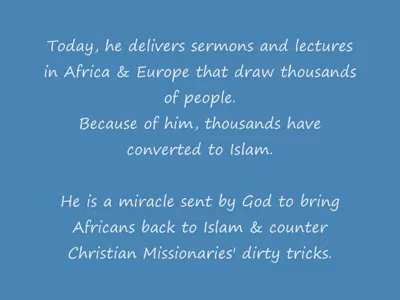 Today, he delivers sermons and lectures
in Africa & Europe that draw thousands
of people.
Because of him, thousands have
converted to Islam.
He is a miracle sent by God to bring
Africans back to Islam & counter
Christian Missionaries' dirty tricks.